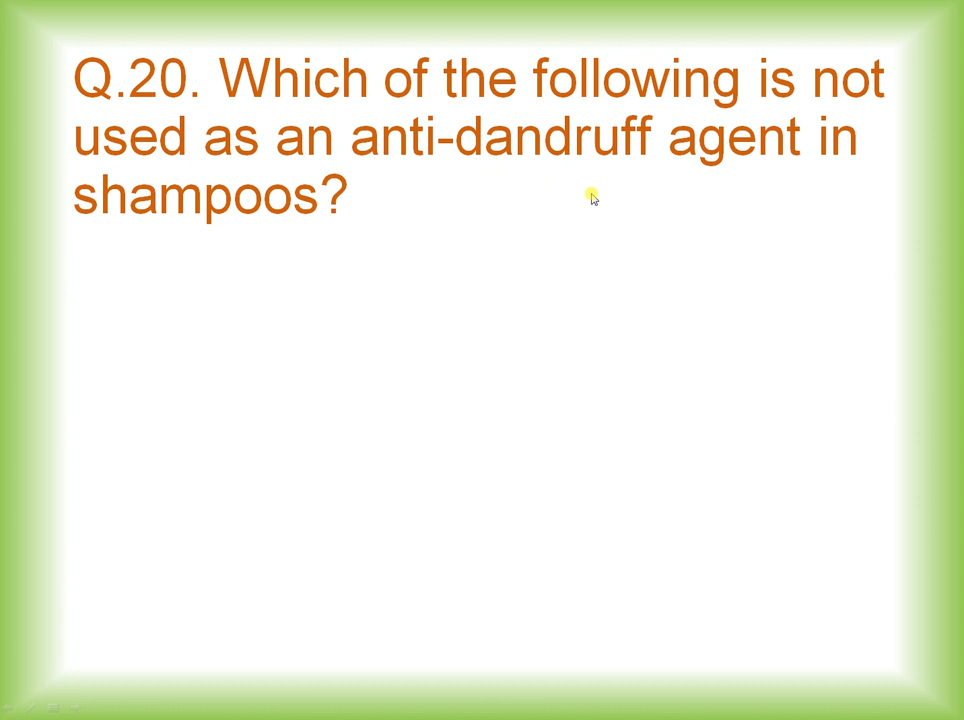 Q.20. Which of the following is not
used as an anti-dandruff agent in
shampoos?